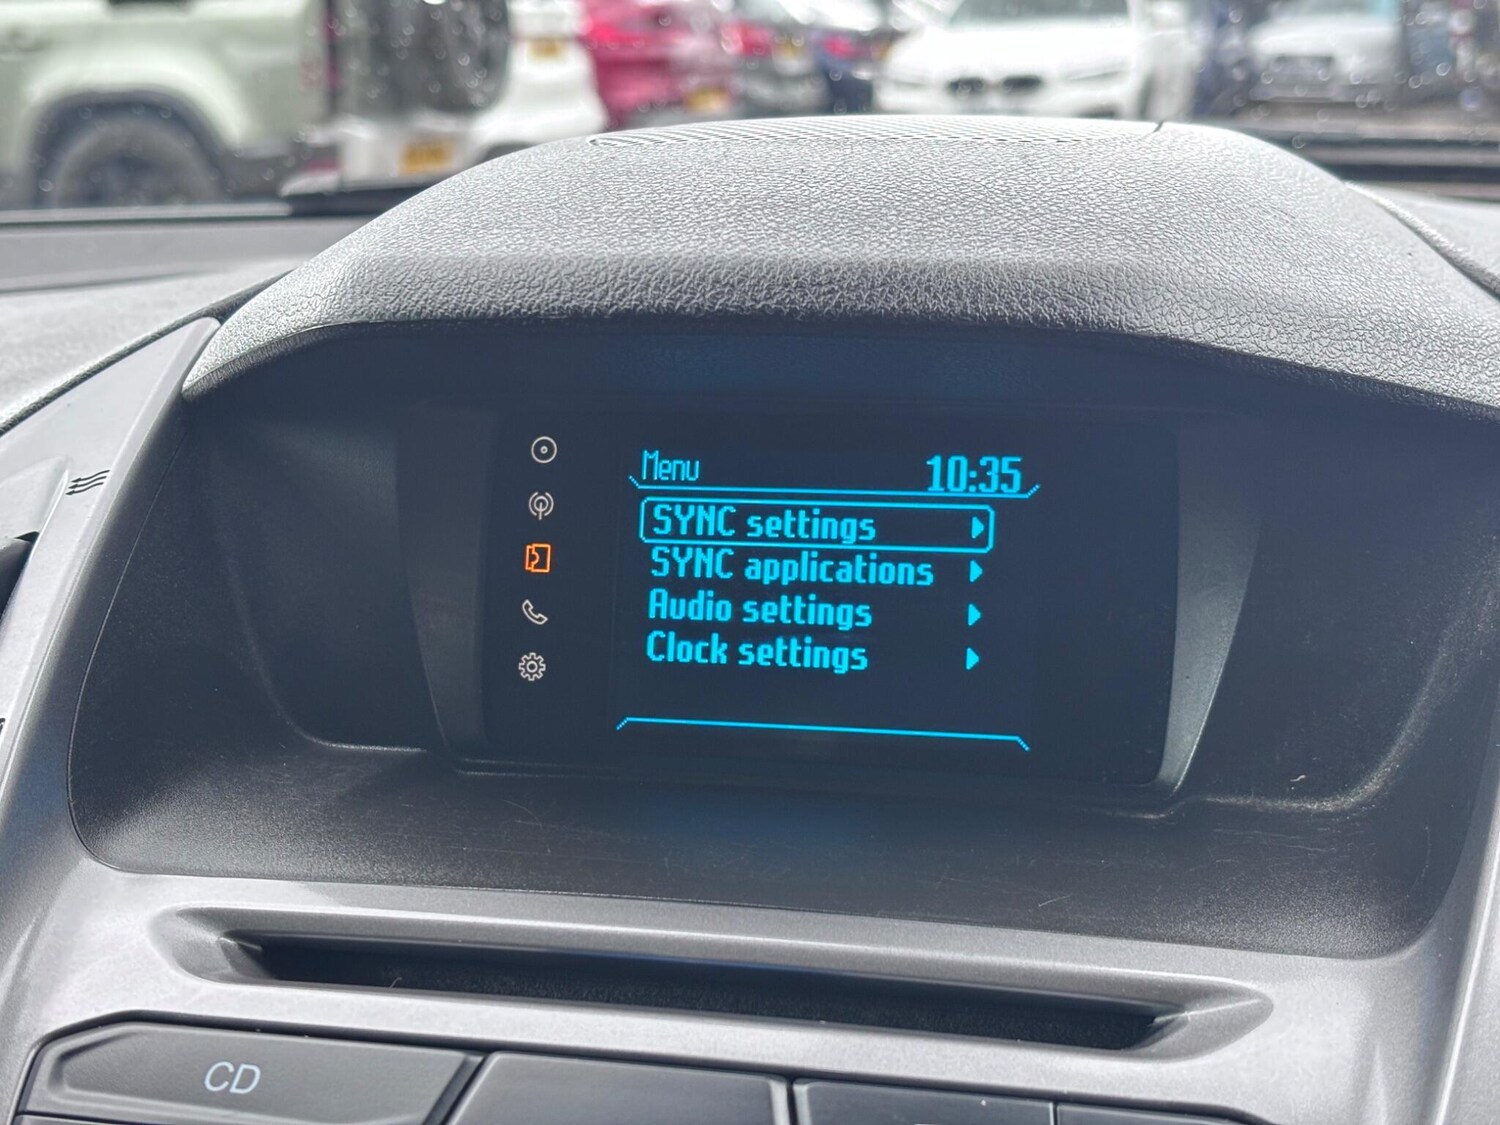 Menu 10:35
SYNC settings
SYNC applications
Audio settings
Clock settings
CD